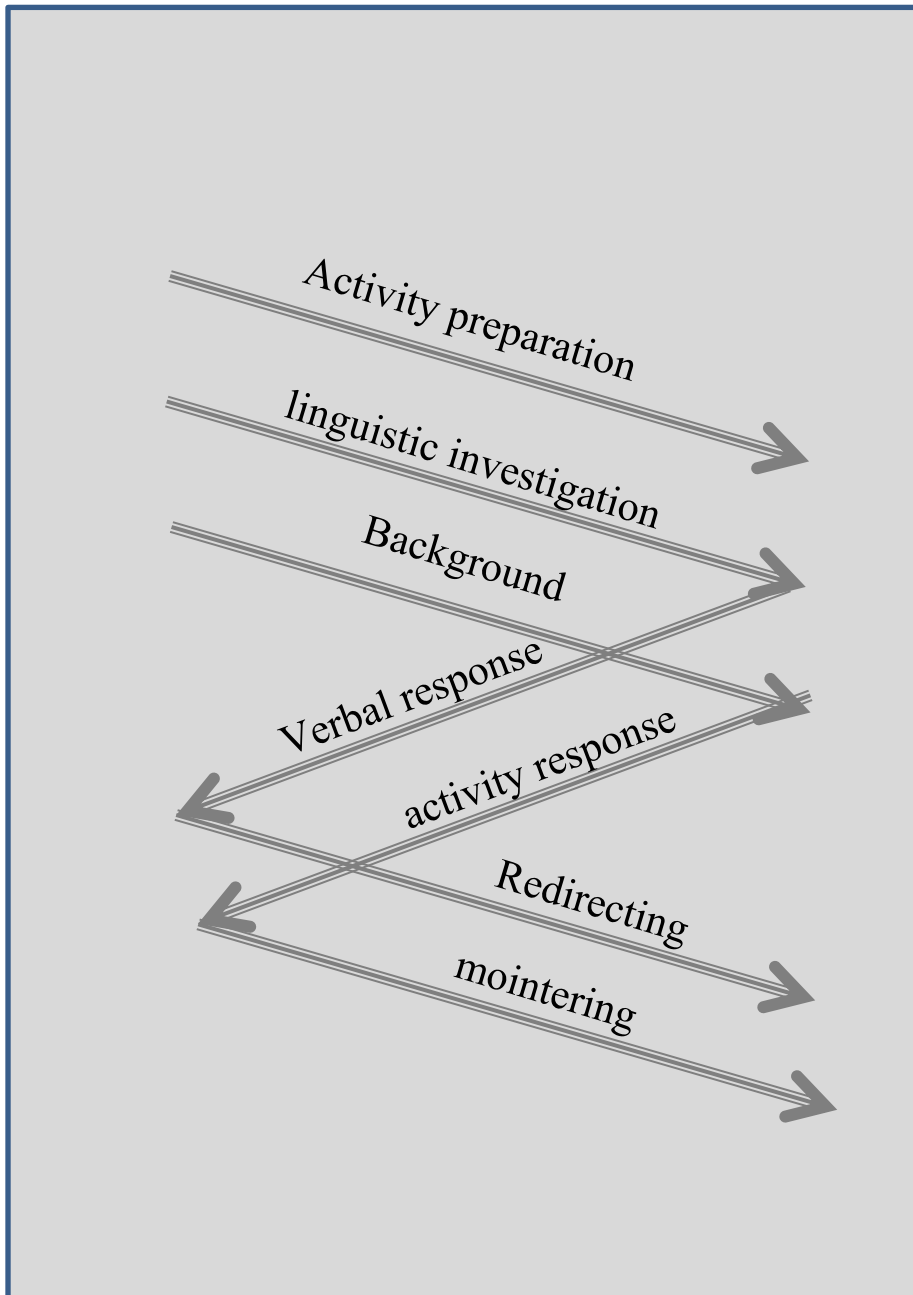 Activity preparation
linguistic investigation
Background
Verbal response
activity response
Redirecting
mointering